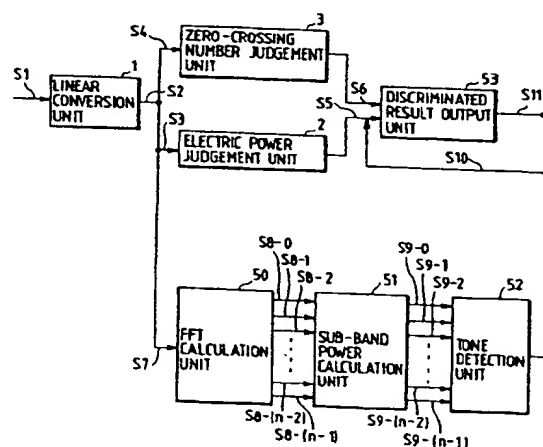 S1
LINEAR
CONVERSION
UNIT
1
S2
S4
3
ZERO-CROSSING
NUMBER JUDGEMENT
UNIT
S3
2
ELECTRIC POWER
JUDGEMENT UNIT
S6
S5
53
DISCRIMINATED
RESULT OUTPUT
UNIT
S11
S10
S7
50
FFT
CALCULATION
UNIT
S8-0
S8-1
S8-2
S8-(n-2)
S8-(n-1)
51
SUB-BAND
POWER
CALCULATION
UNIT
S9-0
S9-1
S9-2
S9-(n-2)
S9-(n-1)
52
TONE
DETECTION
UNIT